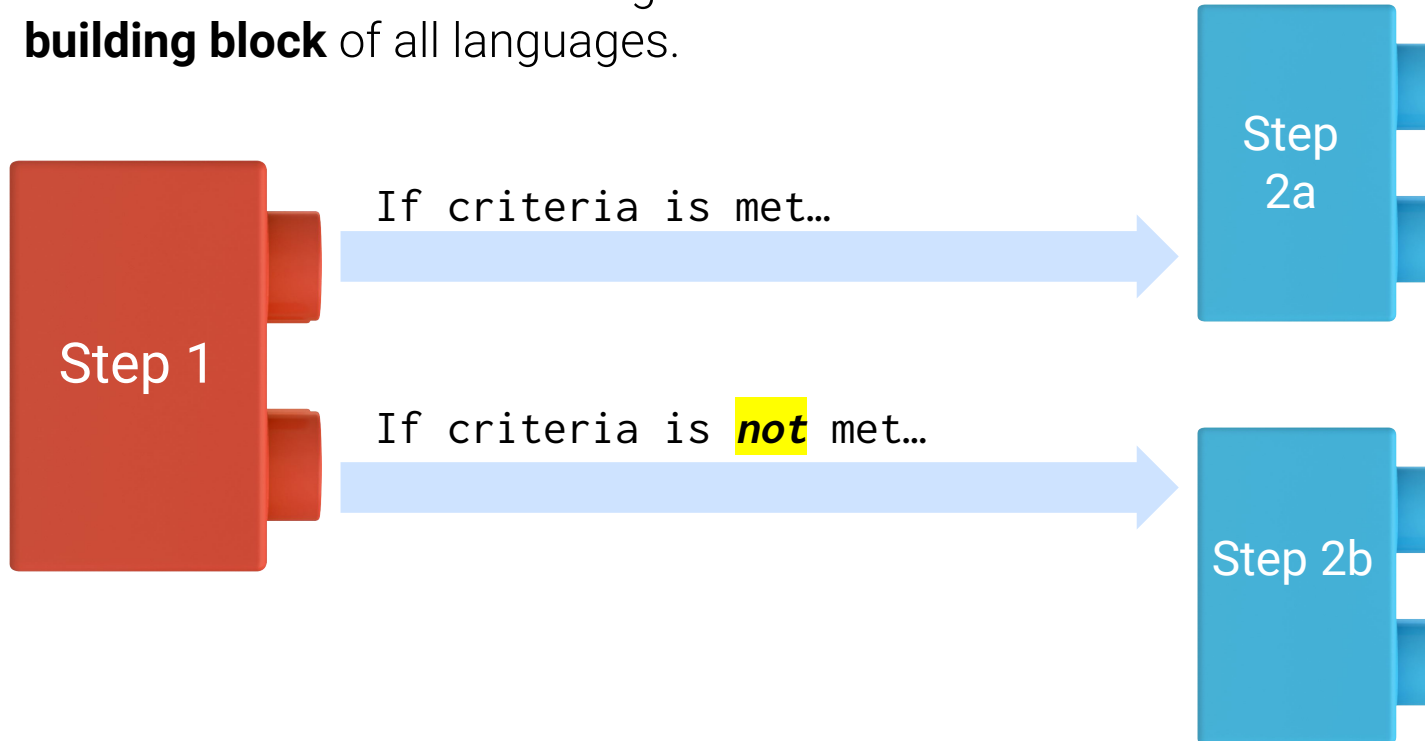 building block of all languages.
Step
2a
If criteria is met…
Step 1
If criteria is not met…
Step 2b